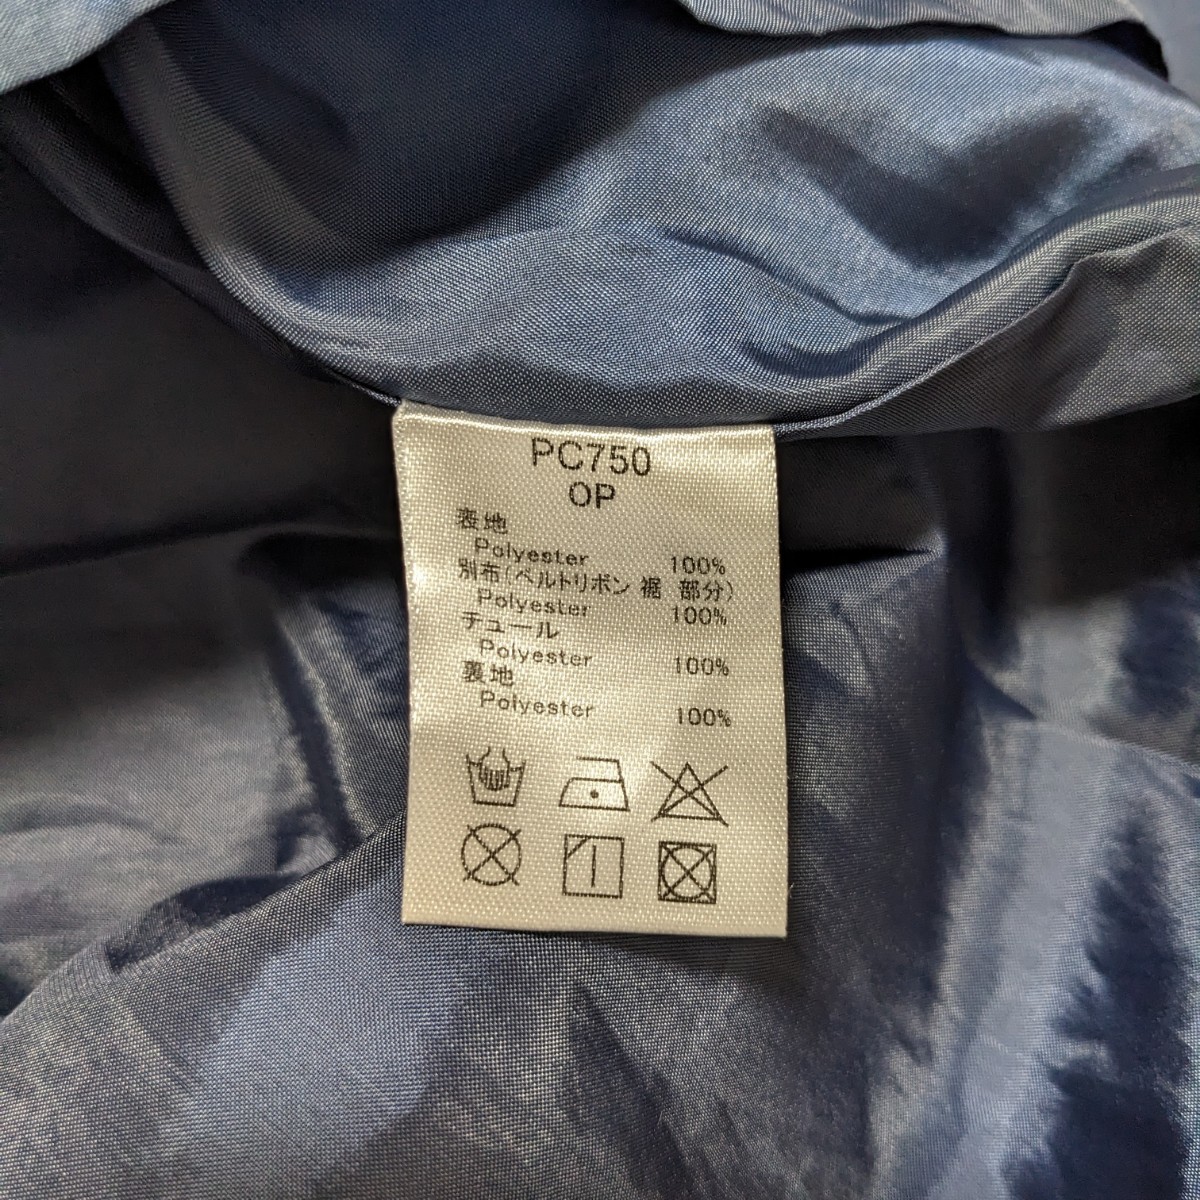 PC750
OP
表地
Polyester 100%
別布(ベルトリボン 裾 部分)
Polyester 100%
チュール
Polyester 100%
裏地
Polyester 100%